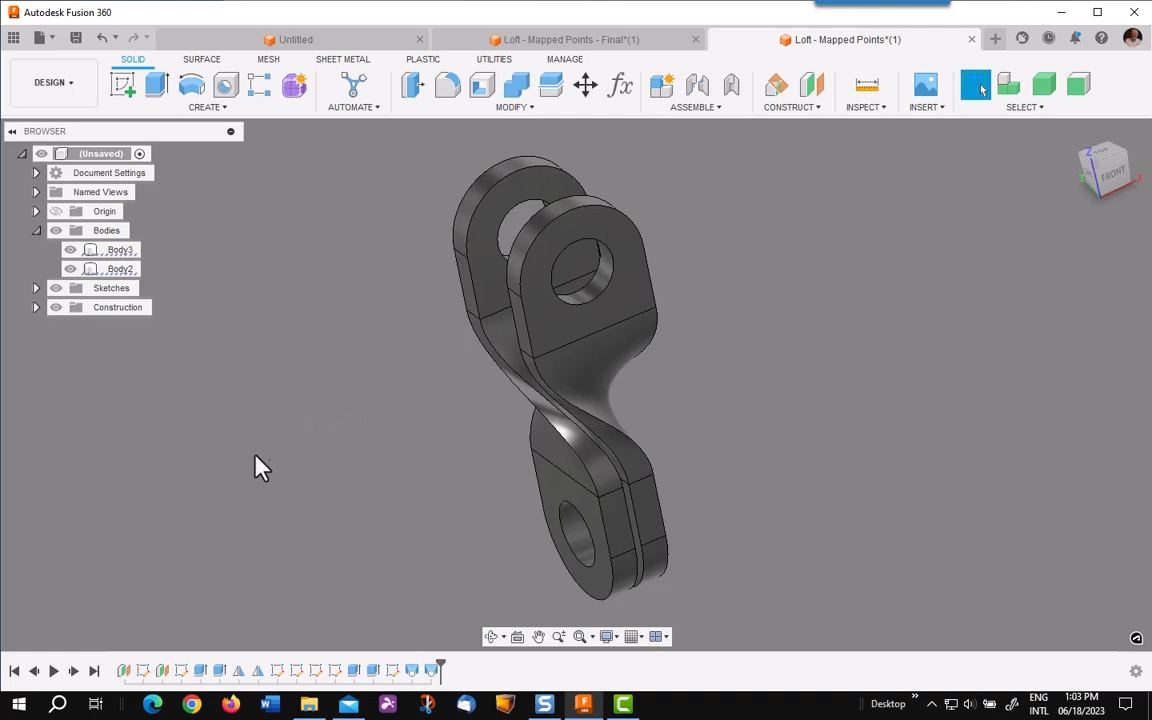 Autodesk Fusion 360
Untitled
Loft - Mapped Points - Final*(1)
Loft - Mapped Points*(1)
SOLID
SURFACE
MESH
SHEET METAL
PLASTIC
UTILITIES
MANAGE
DESIGN
CREATE
AUTOMATE
MODIFY
ASSEMBLE
CONSTRUCT
INSPECT
INSERT
SELECT
BROWSER
(Unsaved)
Document Settings
Named Views
Origin
Bodies
Body3
Body2
Sketches
Construction
Z
X
FRONT
Desktop
ENG
INTL
1:03 PM
06/18/2023